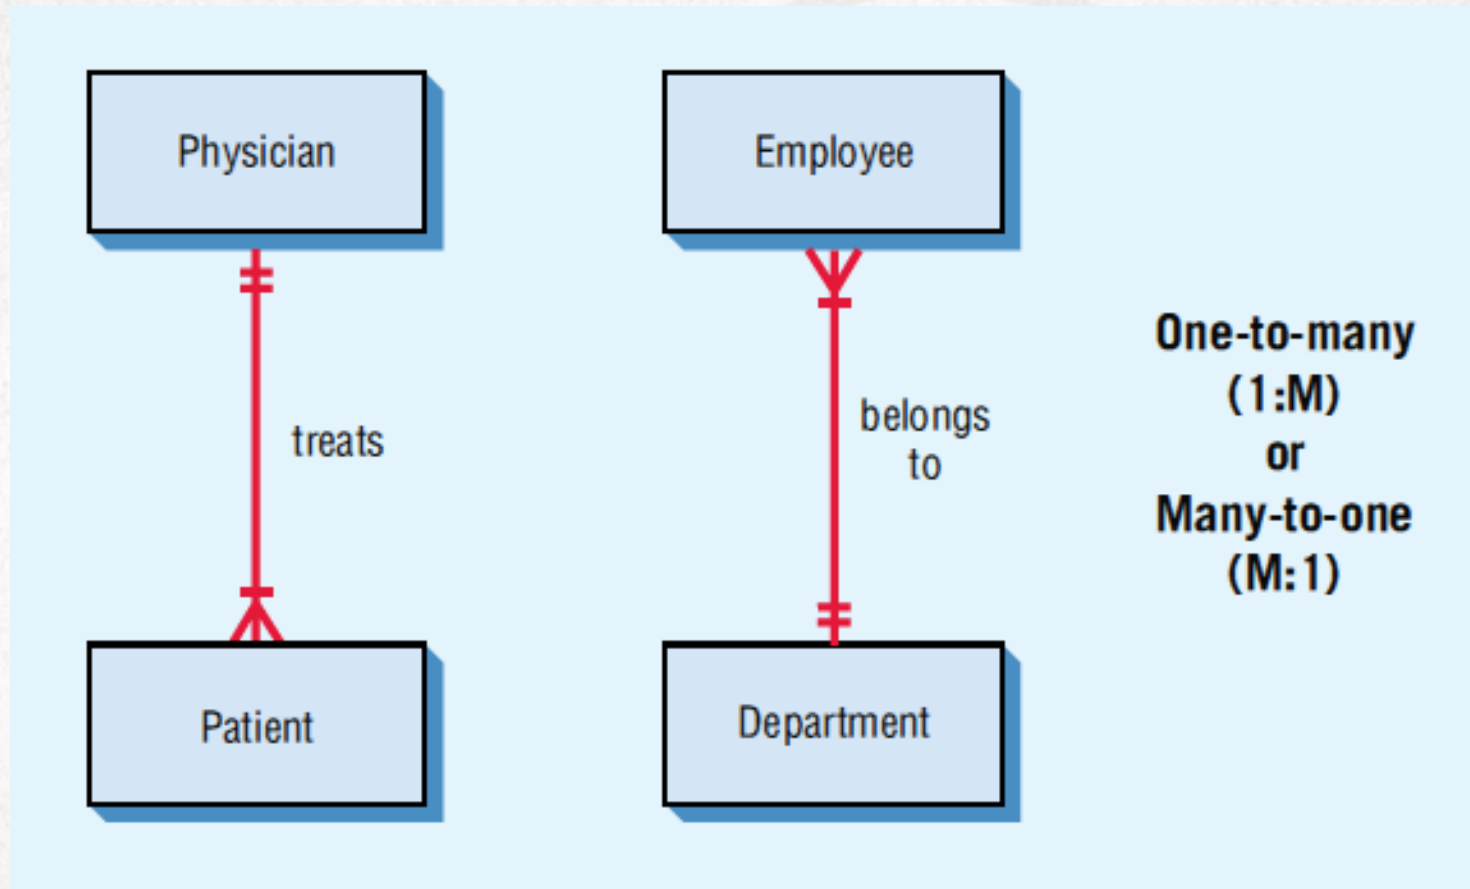 Physician
Employee
treats
belongs
to
One-to-many
(1:M)
or
Many-to-one
(M:1)
Patient
Department